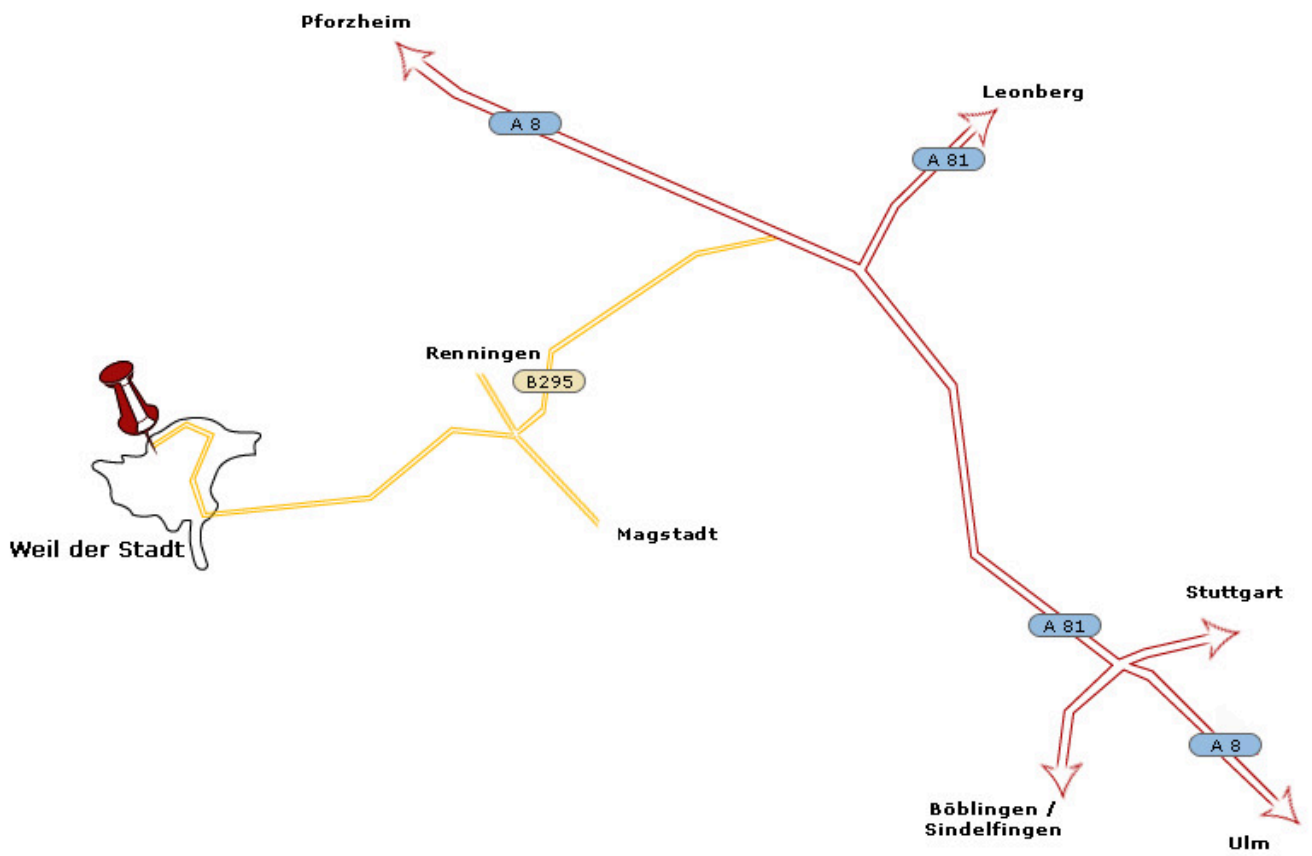 Pforzheim
Leonberg
A 8
A 81
Renningen
B295
Magstadt
Weil der Stadt
Stuttgart
A 81
A 8
Böblingen /
Sindelfingen
Ulm